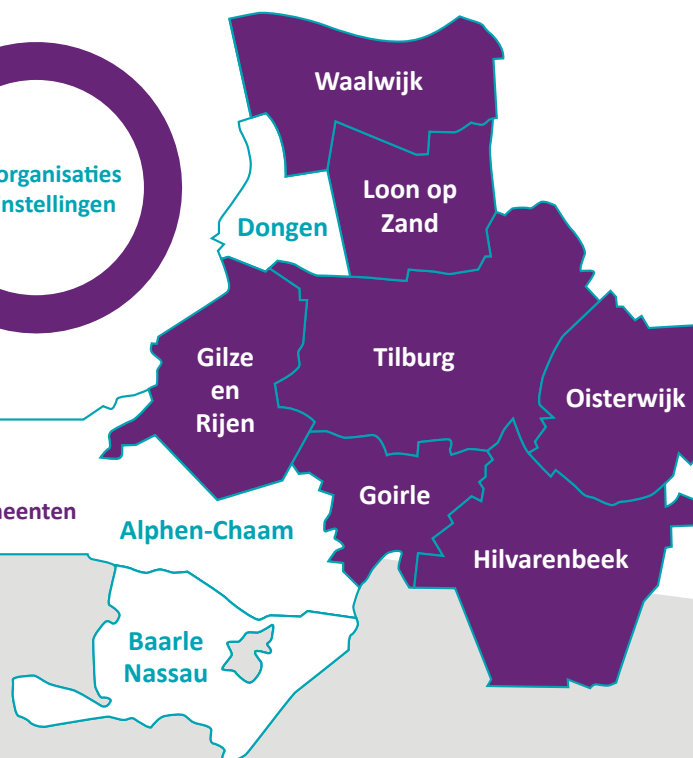 Waalwijk
organisaties
nstellingen
Loon op
Zand
Dongen
Gilze
en
Rijen
Tilburg
Oisterwijk
Goirle
neenten
Alphen-Chaam
Hilvarenbeek
Baarle
Nassau